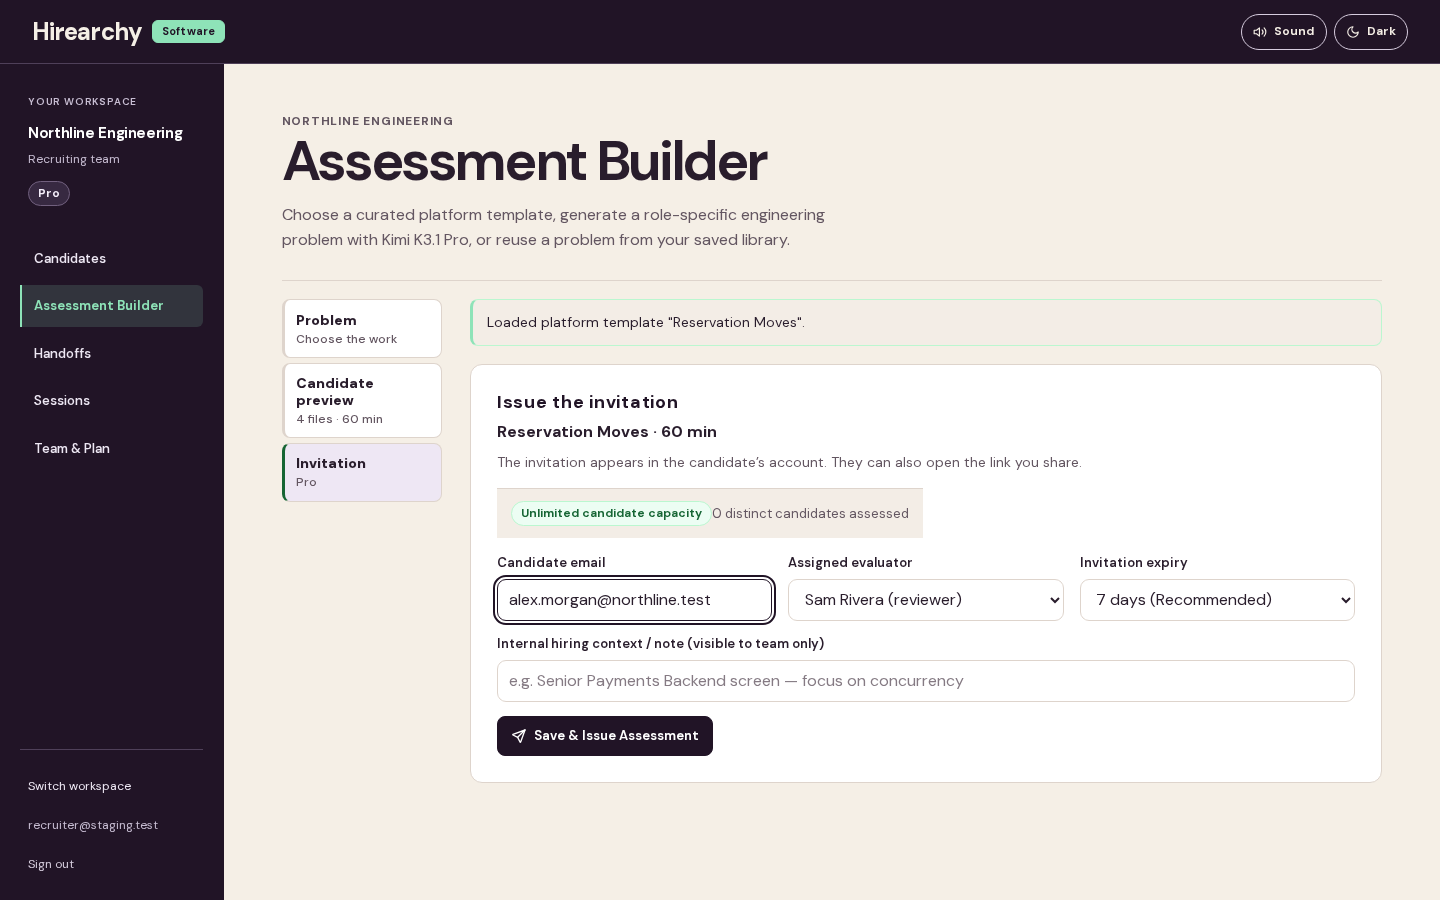 Hirearchy
Software
Sound
Dark
YOUR WORKSPACE
Northline Engineering
Recruiting team
Pro
Candidates
Assessment Builder
Handoffs
Sessions
Team & Plan
Switch workspace
recruiter@staging.test
Sign out
NORTHLINE ENGINEERING
Assessment Builder
Choose a curated platform template, generate a role-specific engineering
problem with Kimi K3.1 Pro, or reuse a problem from your saved library.
Problem
Choose the work
Candidate
preview
4 files · 60 min
Invitation
Pro
Loaded platform template "Reservation Moves".
Issue the invitation
Reservation Moves · 60 min
The invitation appears in the candidate’s account. They can also open the link you share.
Unlimited candidate capacity 0 distinct candidates assessed
Candidate email
alex.morgan@northline.test
Assigned evaluator
Sam Rivera (reviewer)
Invitation expiry
7 days (Recommended)
Internal hiring context / note (visible to team only)
e.g. Senior Payments Backend screen — focus on concurrency
Save & Issue Assessment